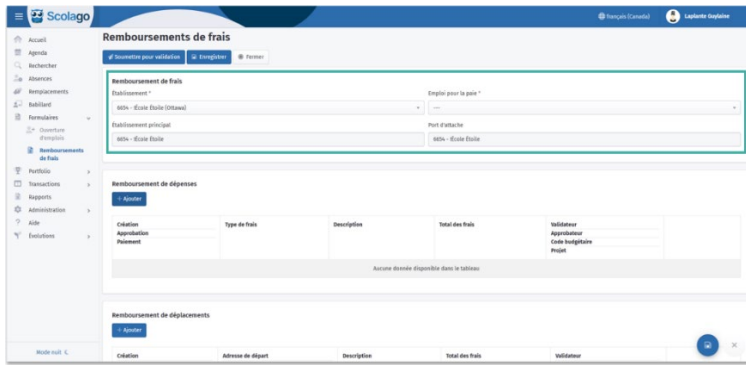 Scolago
Français (Canada)
Laplante Guylaine
Accueil
Agenda
Rechercher
Absences
Remplacements
Babillard
Formulaires
Ouverture
d'emplois
Remboursements
de frais
Portfolio
Transactions
Rapports
Administration
Aide
Évolutions
Mode nuit
Remboursements de frais
Soumettre pour validation
Enregistrer
Fermer
Remboursement de frais
Établissement *
Emploi pour la paie *
6654 - École Étoile (Ottawa)
---
Établissement principal
Port d'attache
6654 - École Étoile
6654 - École Étoile
Remboursement de dépenses
+ Ajouter
Création
Approbation
Paiement
Type de frais
Description
Total des frais
Validateur
Approbateur
Code budgétaire
Projet
Aucune donnée disponible dans le tableau
Remboursement de déplacements
+ Ajouter
Création
Adresse de départ
Description
Total des frais
Validateur